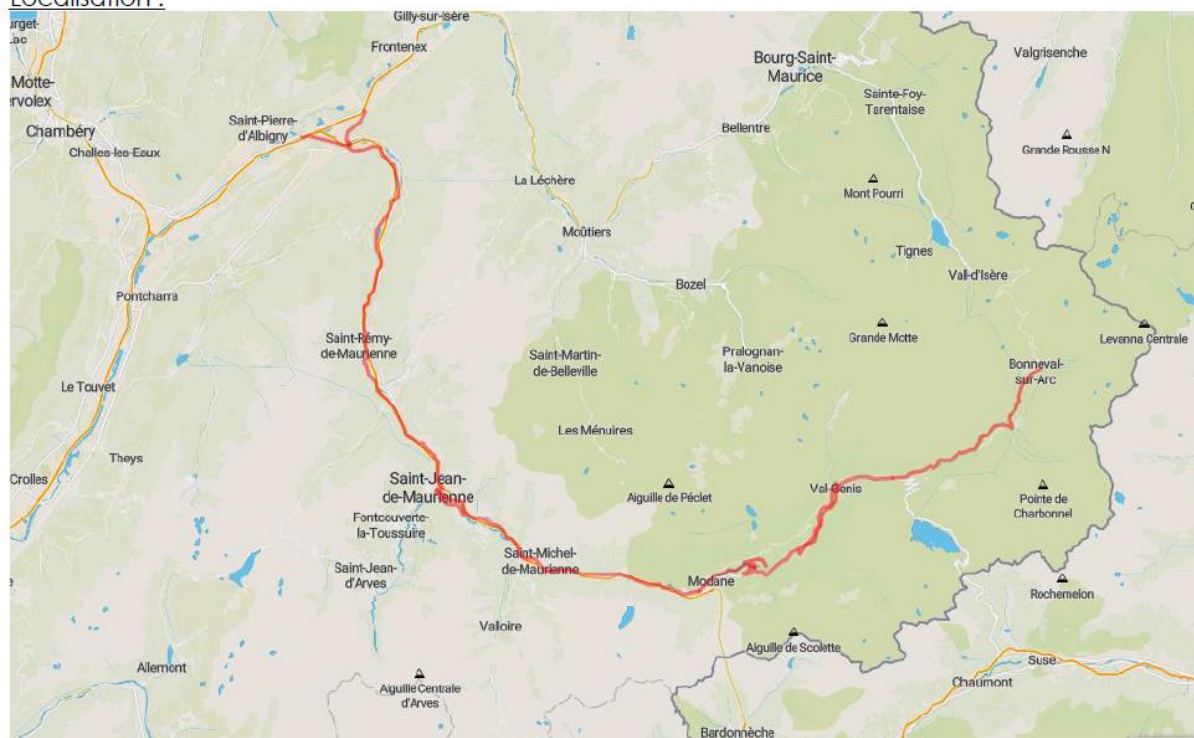 Localisation :
Gilly-sur-Isère
Frontenex
Motte-
Chambéry
Challes-les-Eaux
Saint-Pierre-
d'Albigny
Bourg-Saint-
Maurice
Valgrisenche
Sainte-Foy-
Tarentaise
Bellentre
Grande Rousse N
La Léchère
Mont Pourri
Moûtiers
Tignes
Val-d'Isère
Bozel
Pontcharra
Saint-Rémy-
de-Maurienne
Grande Motte
Levanna Centrale
Saint-Martin-
de-Belleville
Pralognan-
la-Vanoise
Bonneval-
sur-Arc
Le Touvet
Les Ménuires
Theys
Crolles
Saint-Jean-
de-Maurienne
Aiguille de Péclet
Val-Cenis
Pointe de
Charbonnel
Fontcouverte-
la-Toussuire
Saint-Jean-
d'Arves
Saint-Michel-
de-Maurienne
Modane
Rochemelon
Valloire
Aiguille de Scolette
Allemont
Suse
Chaumont
Aiguille Centrale
d'Arves
Bardonnèche